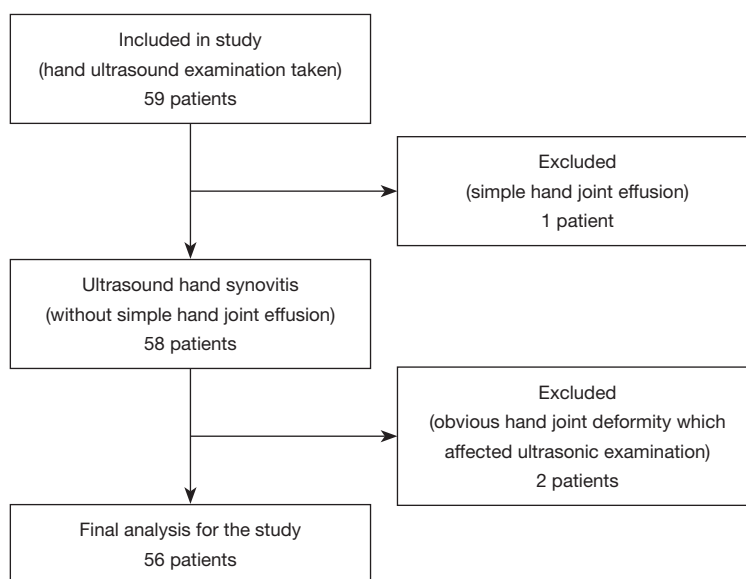 Included in study
(hand ultrasound examination taken)
59 patients
Excluded
(simple hand joint effusion)
1 patient
Ultrasound hand synovitis
(without simple hand joint effusion)
58 patients
Excluded
(obvious hand joint deformity which
affected ultrasonic examination)
2 patients
Final analysis for the study
56 patients